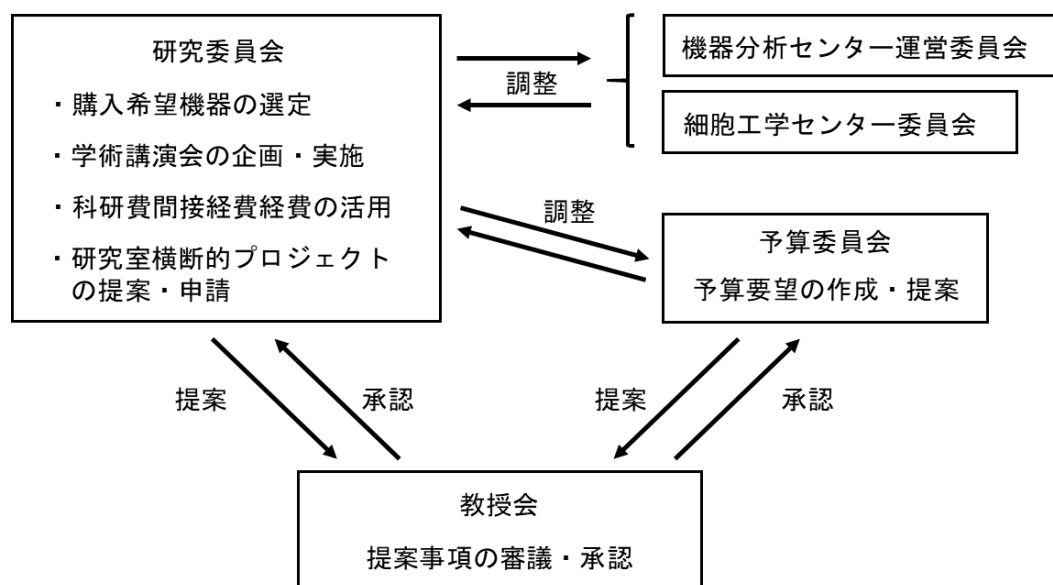 研究委員会
・購入希望機器の選定
・学術講演会の企画・実施
・科研費間接経費経費の活用
・研究室横断的プロジェクト
の提案・申請
調整
機器分析センター運営委員会
細胞工学センター委員会
調整
予算委員会
予算要望の作成・提案
提案
承認
提案
承認
教授会
提案事項の審議・承認